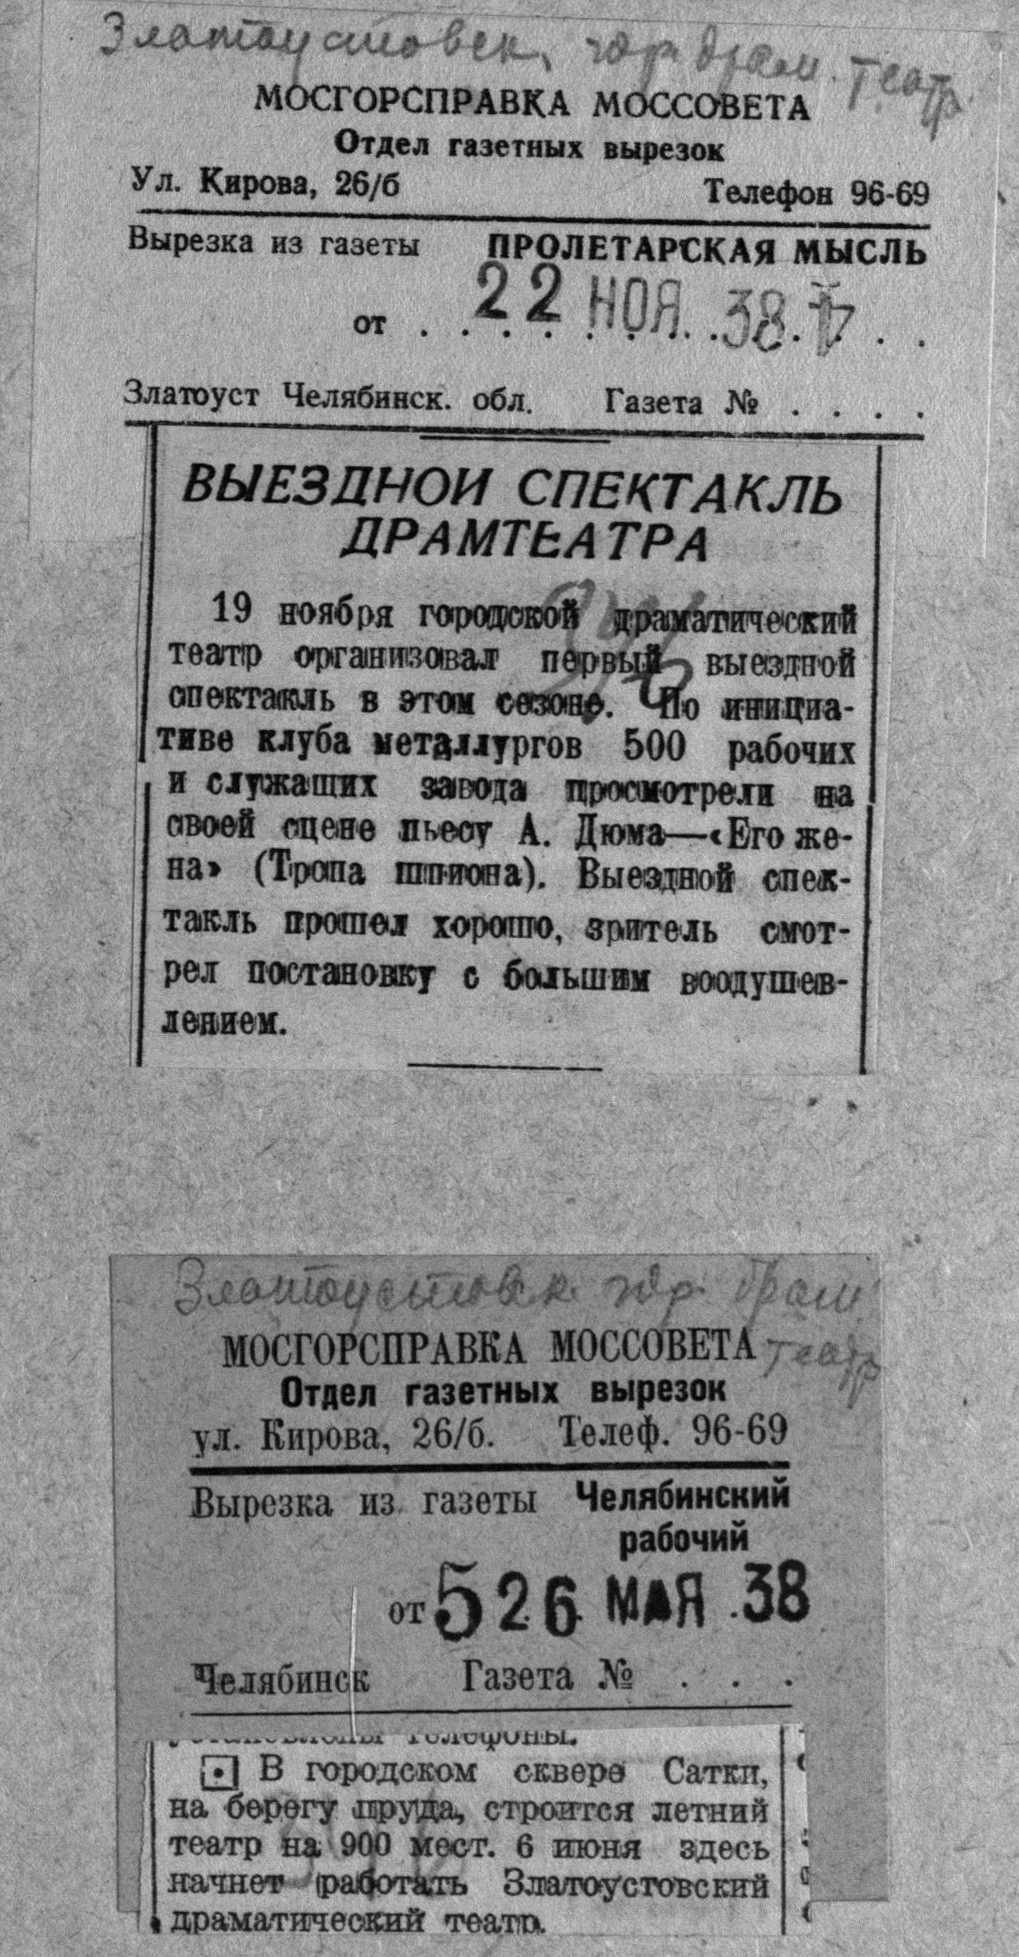 Златоустовск. гор. драм. театр.
МОСГОРСПРАВКА МОССОВЕТА
Отдел газетных вырезок
Ул. Кирова, 26/б Телефон 96-69
Вырезка из газеты ПРОЛЕТАРСКАЯ МЫСЛЬ
от . . . 22 НОЯ. 38 . . .
Златоуст Челябинск. обл. Газета № . . . .
ВЫЕЗДНОЙ СПЕКТАКЛЬ
ДРАМТЕАТРА
19 ноября городской драматический
театр организовал первый выездной
спектакль в этом сезоне. По инициа-
тиве клуба металлургов 500 рабочих
и служащих завода просмотрели на
своей сцене пьесу А. Дюма—«Его же-
на» (Тропа шпиона). Выездной спек-
такль прошел хорошо, зритель смот-
рел постановку с большим воодушев-
лением.
Златоустовск. гор. драм.
театр
МОСГОРСПРАВКА МОССОВЕТА
Отдел газетных вырезок
ул. Кирова, 26/б. Телеф. 96-69
Вырезка из газеты Челябинский
рабочий
от 5 26 МАЯ 38
Челябинск Газета № . . .
телефоны.
В городском сквере Сатки,
на берегу пруда, строится летний
театр на 900 мест. 6 июня здесь
начнет работать Златоустовский
драматический театр.